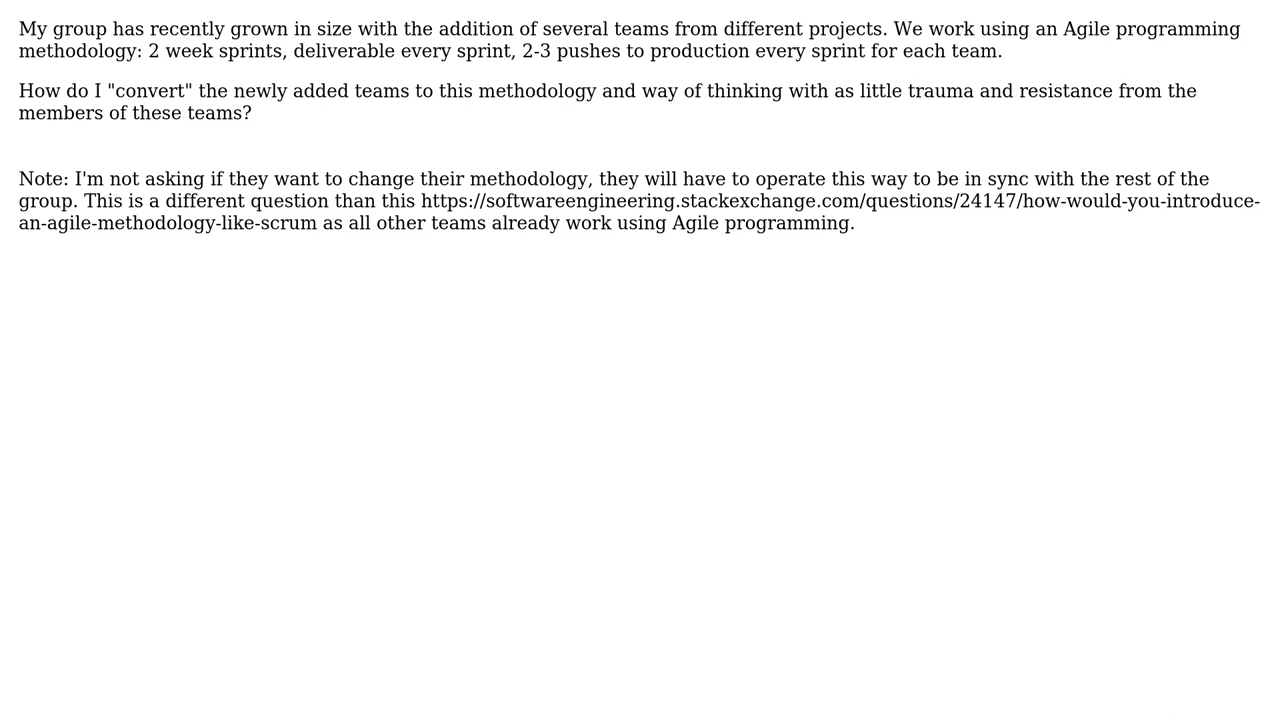 My group has recently grown in size with the addition of several teams from different projects. We work using an Agile programming
methodology: 2 week sprints, deliverable every sprint, 2-3 pushes to production every sprint for each team.
How do I "convert" the newly added teams to this methodology and way of thinking with as little trauma and resistance from the
members of these teams?
Note: I'm not asking if they want to change their methodology, they will have to operate this way to be in sync with the rest of the
group. This is a different question than this https://softwareengineering.stackexchange.com/questions/24147/how-would-you-introduce-
an-agile-methodology-like-scrum as all other teams already work using Agile programming.